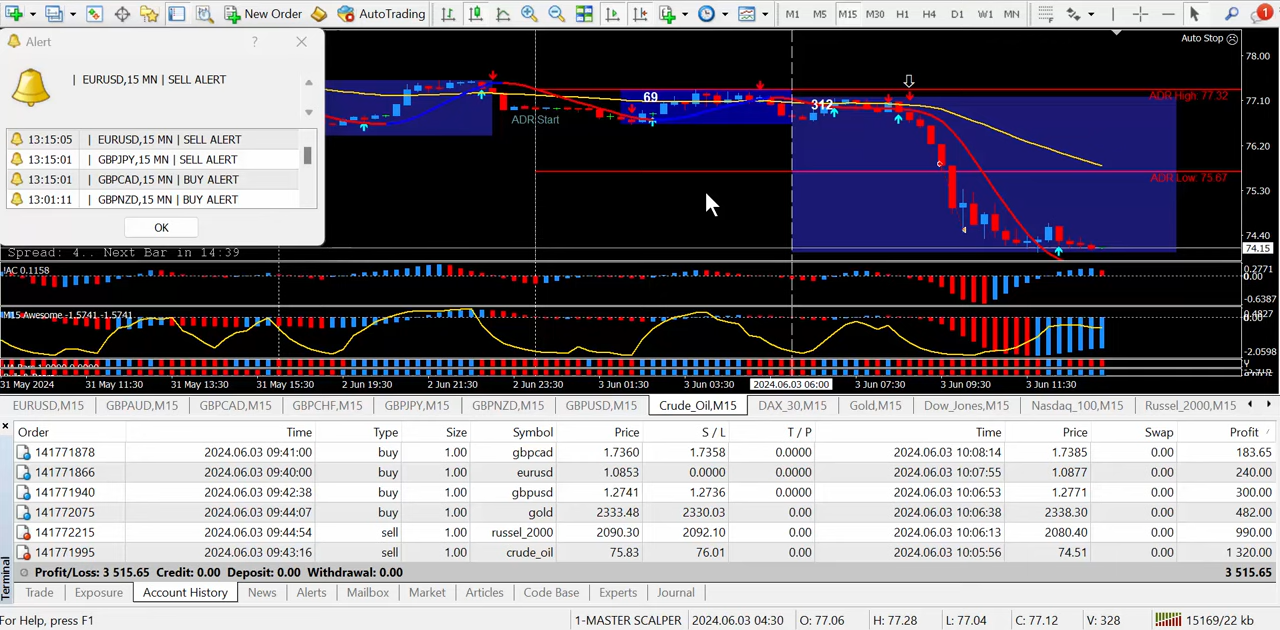 New Order
AutoTrading
M1 M5 M15 M30 H1 H4 D1 W1 MN
1
Alert
?
| EURUSD,15 MN | SELL ALERT
13:15:05 | EURUSD,15 MN | SELL ALERT
13:15:01 | GBPJPY,15 MN | SELL ALERT
13:15:01 | GBPCAD,15 MN | BUY ALERT
13:01:11 | GBPNZD,15 MN | BUY ALERT
OK
Auto Stop
78.00
ADR High: 77.32
77.10
69
312
ADR Start
76.20
ADR Low: 75.67
75.30
74.40
74.15
Spread: 4.. Next Bar in 14:39
!AC 0.1158
0.2771
0.00
-0.6387
M15 Awesome -1.5741 -1.5741
0.00
-2.0598
31 May 2024 31 May 11:30 31 May 13:30 31 May 15:30 2 Jun 19:30 2 Jun 21:30 2 Jun 23:30 3 Jun 01:30 3 Jun 03:30 2024.06.03 06:00 3 Jun 07:30 3 Jun 09:30 3 Jun 11:30
EURUSD,M15 GBPAUD,M15 GBPCAD,M15 GBPCHF,M15 GBPJPY,M15 GBPNZD,M15 GBPUSD,M15 Crude_Oil,M15 DAX_30,M15 Gold,M15 Dow_Jones,M15 Nasdaq_100,M15 Russel_2000,M15
Order Time Type Size Symbol Price S / L T / P Time Price Swap Profit
141771878 2024.06.03 09:41:00 buy 1.00 gbpcad 1.7360 1.7358 0.0000 2024.06.03 10:08:14 1.7385 0.00 183.65
141771866 2024.06.03 09:40:00 buy 1.00 eurusd 1.0853 0.0000 0.0000 2024.06.03 10:07:55 1.0877 0.00 240.00
141771940 2024.06.03 09:42:38 buy 1.00 gbpusd 1.2741 1.2736 0.0000 2024.06.03 10:06:53 1.2771 0.00 300.00
141772075 2024.06.03 09:44:07 buy 1.00 gold 2333.48 2330.03 0.00 2024.06.03 10:06:38 2338.30 0.00 482.00
141772215 2024.06.03 09:44:54 sell 1.00 russel_2000 2090.30 2092.10 0.00 2024.06.03 10:06:13 2080.40 0.00 990.00
141771995 2024.06.03 09:43:16 sell 1.00 crude_oil 75.83 76.01 0.00 2024.06.03 10:05:56 74.51 0.00 1 320.00
Profit/Loss: 3 515.65 Credit: 0.00 Deposit: 0.00 Withdrawal: 0.00 3 515.65
Terminal
Trade Exposure Account History News Alerts Mailbox Market Articles Code Base Experts Journal
For Help, press F1 1-MASTER SCALPER 2024.06.03 04:30 O: 77.06 H: 77.28 L: 77.04 C: 77.12 V: 328 15169/22 kb